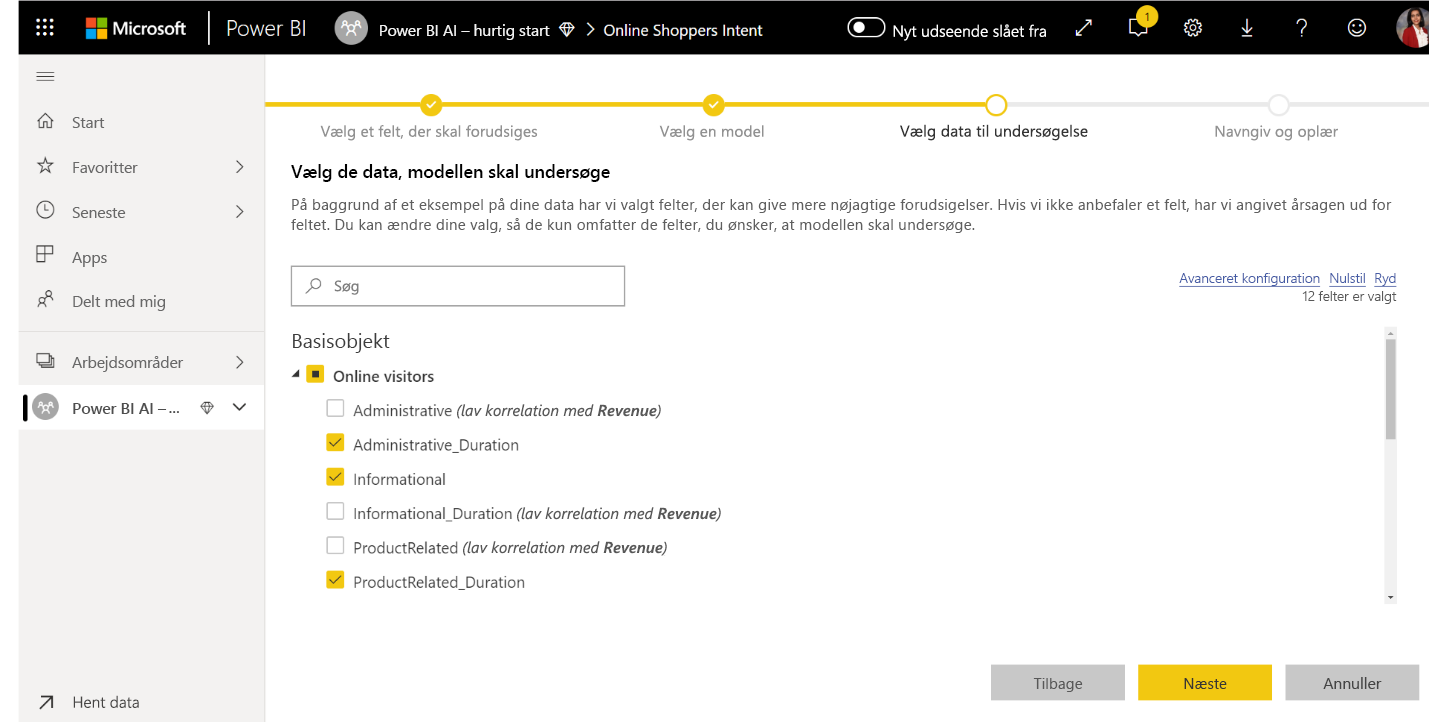 Microsoft Power BI Power BI AI – hurtig start > Online Shoppers Intent Nyt udseende slået fra 1 ?
Start
Favoritter
Seneste
Apps
Delt med mig
Arbejdsområder
Power BI AI – ...
Hent data
Vælg et felt, der skal forudsiges Vælg en model Vælg data til undersøgelse Navngiv og oplær
Vælg de data, modellen skal undersøge
På baggrund af et eksempel på dine data har vi valgt felter, der kan give mere nøjagtige forudsigelser. Hvis vi ikke anbefaler et felt, har vi angivet årsagen ud for
feltet. Du kan ændre dine valg, så de kun omfatter de felter, du ønsker, at modellen skal undersøge.
Søg
Avanceret konfiguration Nulstil Ryd
12 felter er valgt
Basisobjekt
Online visitors
Administrative (lav korrelation med Revenue)
Administrative_Duration
Informational
Informational_Duration (lav korrelation med Revenue)
ProductRelated (lav korrelation med Revenue)
ProductRelated_Duration
Tilbage Næste Annuller